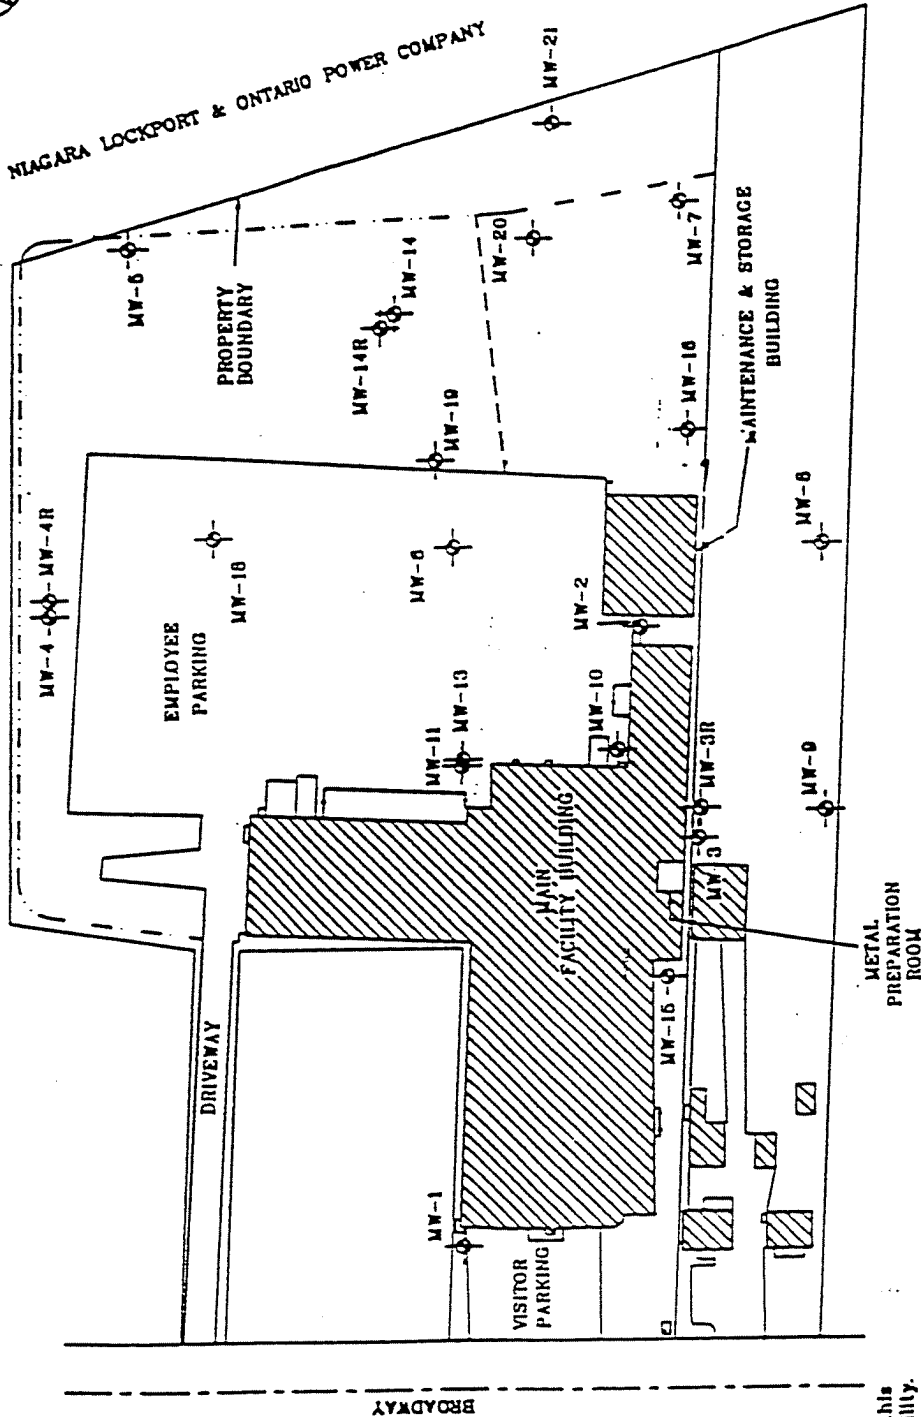 NIAGARA LOCKPORT & ONTARIO POWER COMPANY
MW-21
MW-5
PROPERTY
BOUNDARY
MW-14
MW-14R
MW-20
MW-7
MW-19
MW-16
MAINTENANCE & STORAGE
BUILDING
MW-4
MW-4R
MW-18
MW-6
MW-8
EMPLOYEE
PARKING
MW-2
MW-11
MW-13
MW-10
MW-3R
MW-9
MW-3
MAIN
FACILITY BUILDING
METAL
PREPARATION
ROOM
MW-15
DRIVEWAY
MW-1
VISITOR
PARKING
BROADWAY